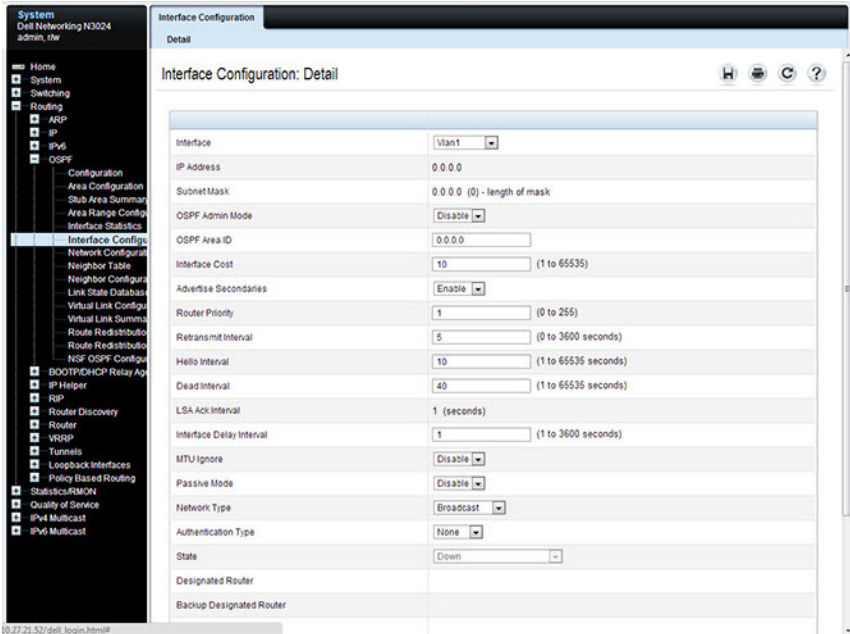 System
Dell Networking N3024
admin, r/w
Interface Configuration
Detail
Home
System
Switching
Routing
ARP
IP
IPv6
OSPF
Configuration
Area Configuration
Stub Area Summary
Area Range Configu
Interface Statistics
Interface Configu
Network Configurati
Neighbor Table
Neighbor Configura
Link State Database
Virtual Link Configu
Virtual Link Summa
Route Redistributio
Route Redistributio
NSF OSPF Configu
BOOTP/DHCP Relay Age
IP Helper
RIP
Router Discovery
Router
VRRP
Tunnels
Loopback Interfaces
Policy Based Routing
Statistics/RMON
Quality of Service
IPv4 Multicast
IPv6 Multicast
10.27.21.52/dell_login.html#
Interface Configuration: Detail
Interface Vlan1
IP Address 0.0.0.0
Subnet Mask 0.0.0.0 (0) - length of mask
OSPF Admin Mode Disable
OSPF Area ID 0.0.0.0
Interface Cost 10 (1 to 65535)
Advertise Secondaries Enable
Router Priority 1 (0 to 255)
Retransmit Interval 5 (0 to 3600 seconds)
Hello Interval 10 (1 to 65535 seconds)
Dead Interval 40 (1 to 65535 seconds)
LSA Ack Interval 1 (seconds)
Interface Delay Interval 1 (1 to 3600 seconds)
MTU Ignore Disable
Passive Mode Disable
Network Type Broadcast
Authentication Type None
State Down
Designated Router
Backup Designated Router